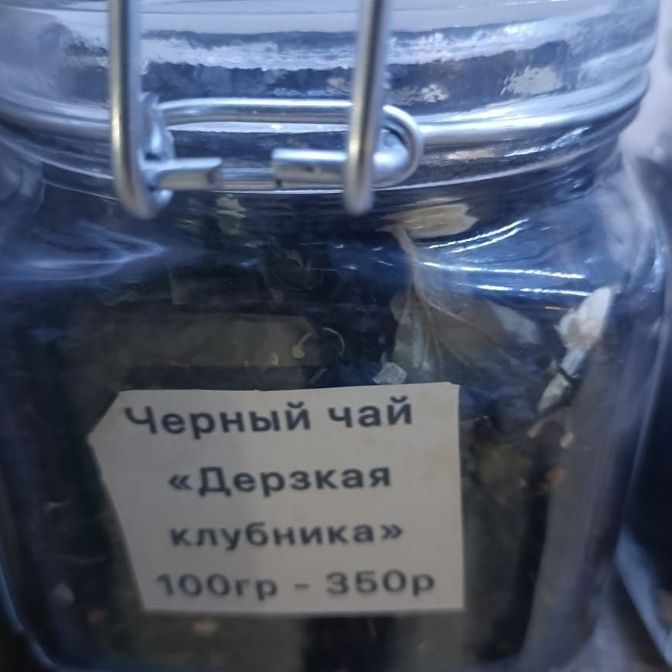 Черный чай
«Дерзкая
клубника»
100гр - 350р